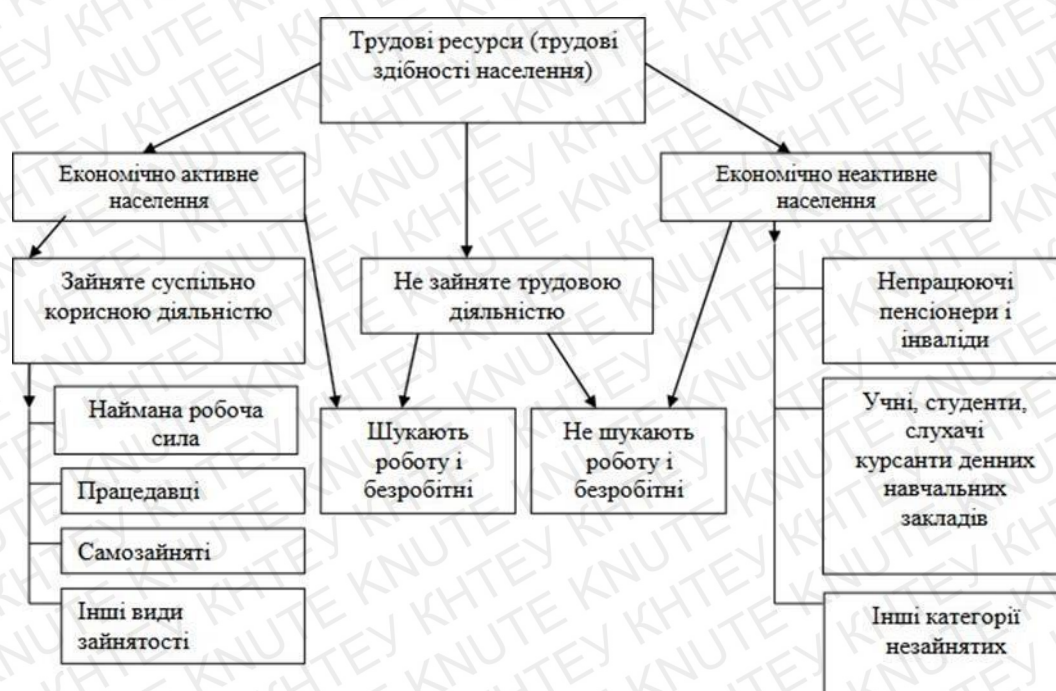 Трудові ресурси (трудові
здібності населення)
Економічно активне
населення
Економічно неактивне
населення
Зайняте суспільно
корисною діяльністю
Не зайняте трудовою
діяльністю
Непрацюючі
пенсіонери і
інваліди
Наймана робоча
сила
Шукають
роботу і
безробітні
Не шукають
роботу і
безробітні
Учні, студенти,
слухачі
курсанти денних
навчальних
закладів
Працедавці
Самозайняті
Інші види
зайнятості
Інші категорії
незайнятих
KNUTE КНТЕУ